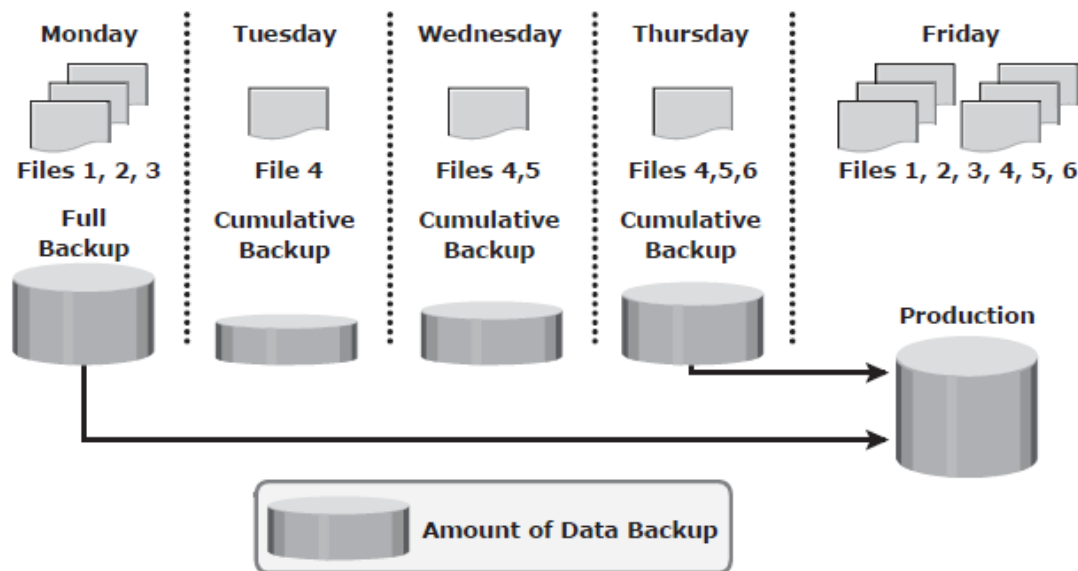 Monday
Tuesday
Wednesday
Thursday
Friday
Files 1, 2, 3
File 4
Files 4,5
Files 4,5,6
Files 1, 2, 3, 4, 5, 6
Full
Backup
Cumulative
Backup
Cumulative
Backup
Cumulative
Backup
Production
Amount of Data Backup